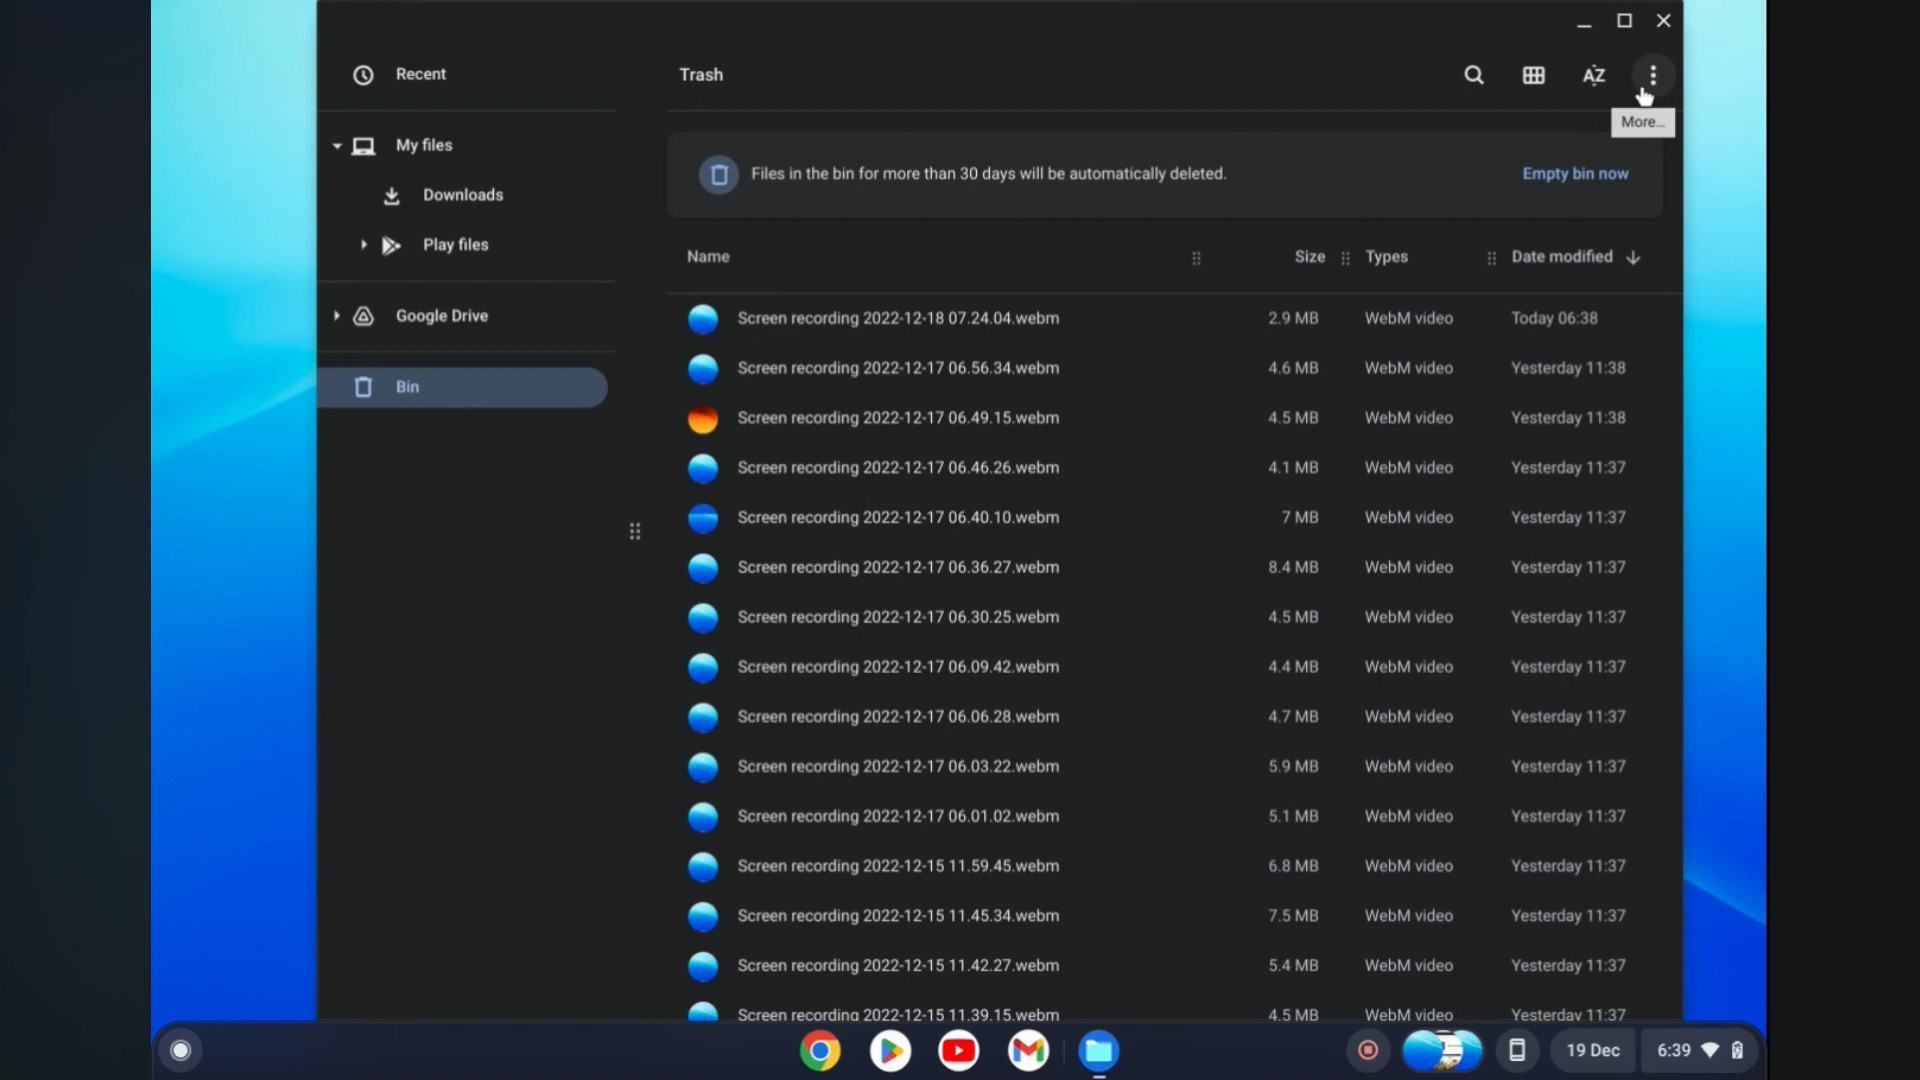 Recent
Trash
More...
My files
Downloads
Play files
Google Drive
Bin
Files in the bin for more than 30 days will be automatically deleted.
Empty bin now
Name Size Types Date modified
Screen recording 2022-12-18 07.24.04.webm 2.9 MB WebM video Today 06:38
Screen recording 2022-12-17 06.56.34.webm 4.6 MB WebM video Yesterday 11:38
Screen recording 2022-12-17 06.49.15.webm 4.5 MB WebM video Yesterday 11:38
Screen recording 2022-12-17 06.46.26.webm 4.1 MB WebM video Yesterday 11:37
Screen recording 2022-12-17 06.40.10.webm 7 MB WebM video Yesterday 11:37
Screen recording 2022-12-17 06.36.27.webm 8.4 MB WebM video Yesterday 11:37
Screen recording 2022-12-17 06.30.25.webm 4.5 MB WebM video Yesterday 11:37
Screen recording 2022-12-17 06.09.42.webm 4.4 MB WebM video Yesterday 11:37
Screen recording 2022-12-17 06.06.28.webm 4.7 MB WebM video Yesterday 11:37
Screen recording 2022-12-17 06.03.22.webm 5.9 MB WebM video Yesterday 11:37
Screen recording 2022-12-17 06.01.02.webm 5.1 MB WebM video Yesterday 11:37
Screen recording 2022-12-15 11.59.45.webm 6.8 MB WebM video Yesterday 11:37
Screen recording 2022-12-15 11.45.34.webm 7.5 MB WebM video Yesterday 11:37
Screen recording 2022-12-15 11.42.27.webm 5.4 MB WebM video Yesterday 11:37
Screen recording 2022-12-15 11.39.15.webm 4.5 MB WebM video Yesterday 11:37
19 Dec 6:39